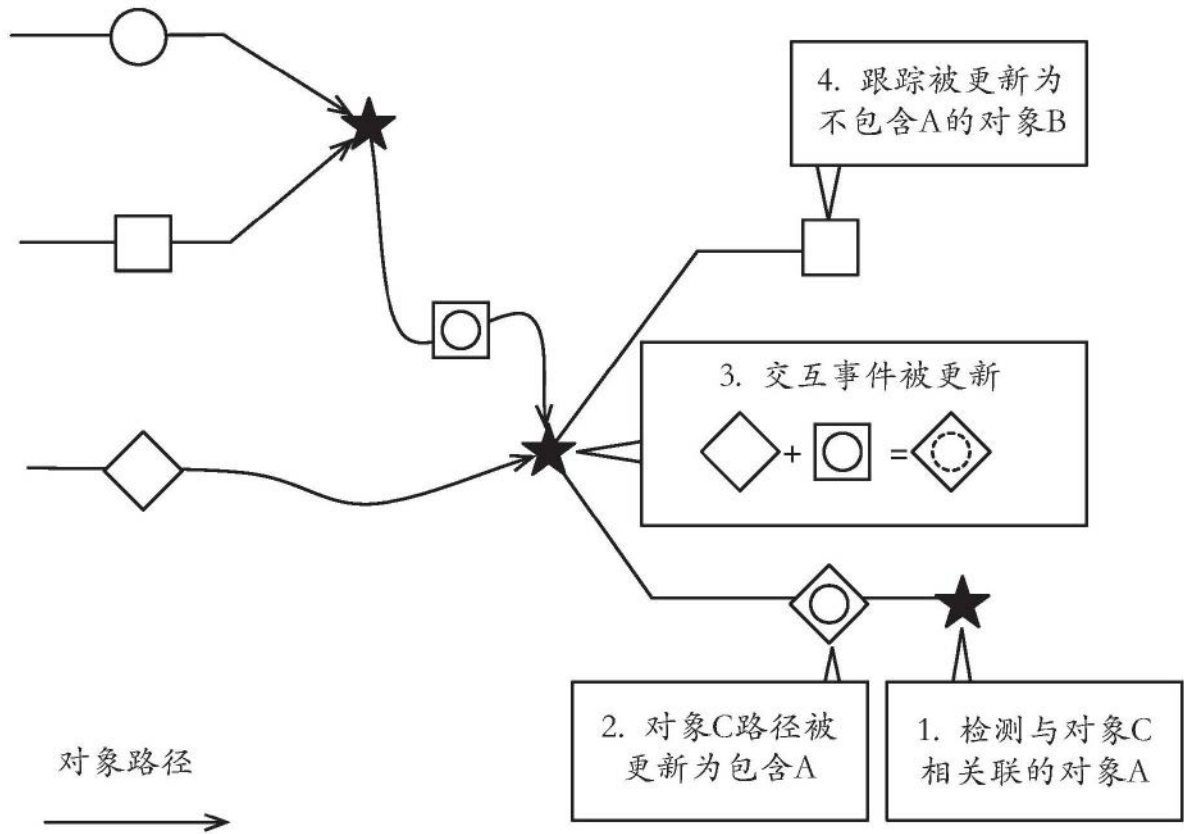 4. 跟踪被更新为
不包含A的对象B
3. 交互事件被更新
+
=
2. 对象C路径被
更新为包含A
1. 检测与对象C
相关联的对象A
对象路径